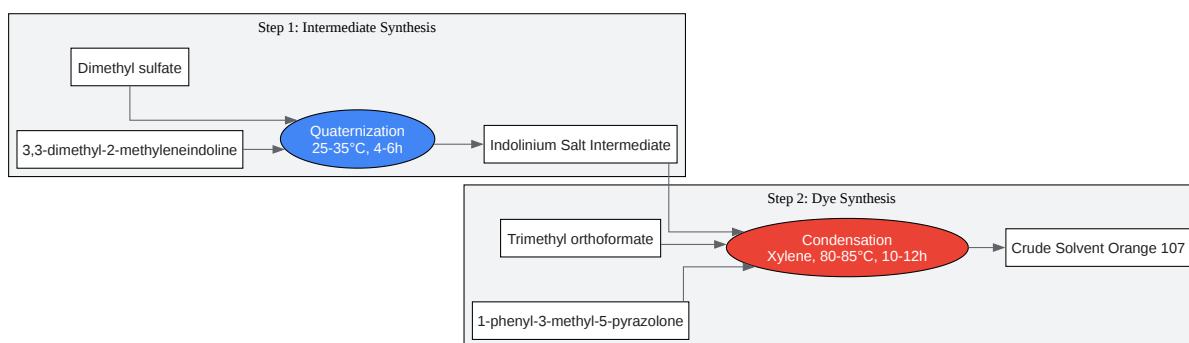 Step 1: Intermediate Synthesis
Dimethyl sulfate
3,3-dimethyl-2-methyleneindoline
Quaternization
25-35°C, 4-6h
Indolinium Salt Intermediate
Step 2: Dye Synthesis
Trimethyl orthoformate
1-phenyl-3-methyl-5-pyrazolone
Condensation
Xylene, 80-85°C, 10-12h
Crude Solvent Orange 107